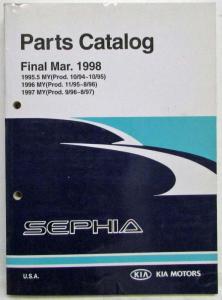 Parts Catalog
Final Mar. 1998
1995.5 MY(Prod. 10/94-10/95)
1996 MY(Prod. 11/95-8/96)
1997 MY(Prod. 9/96-8/97)
SEPHIA
U.S.A.
KIA KIA MOTORS